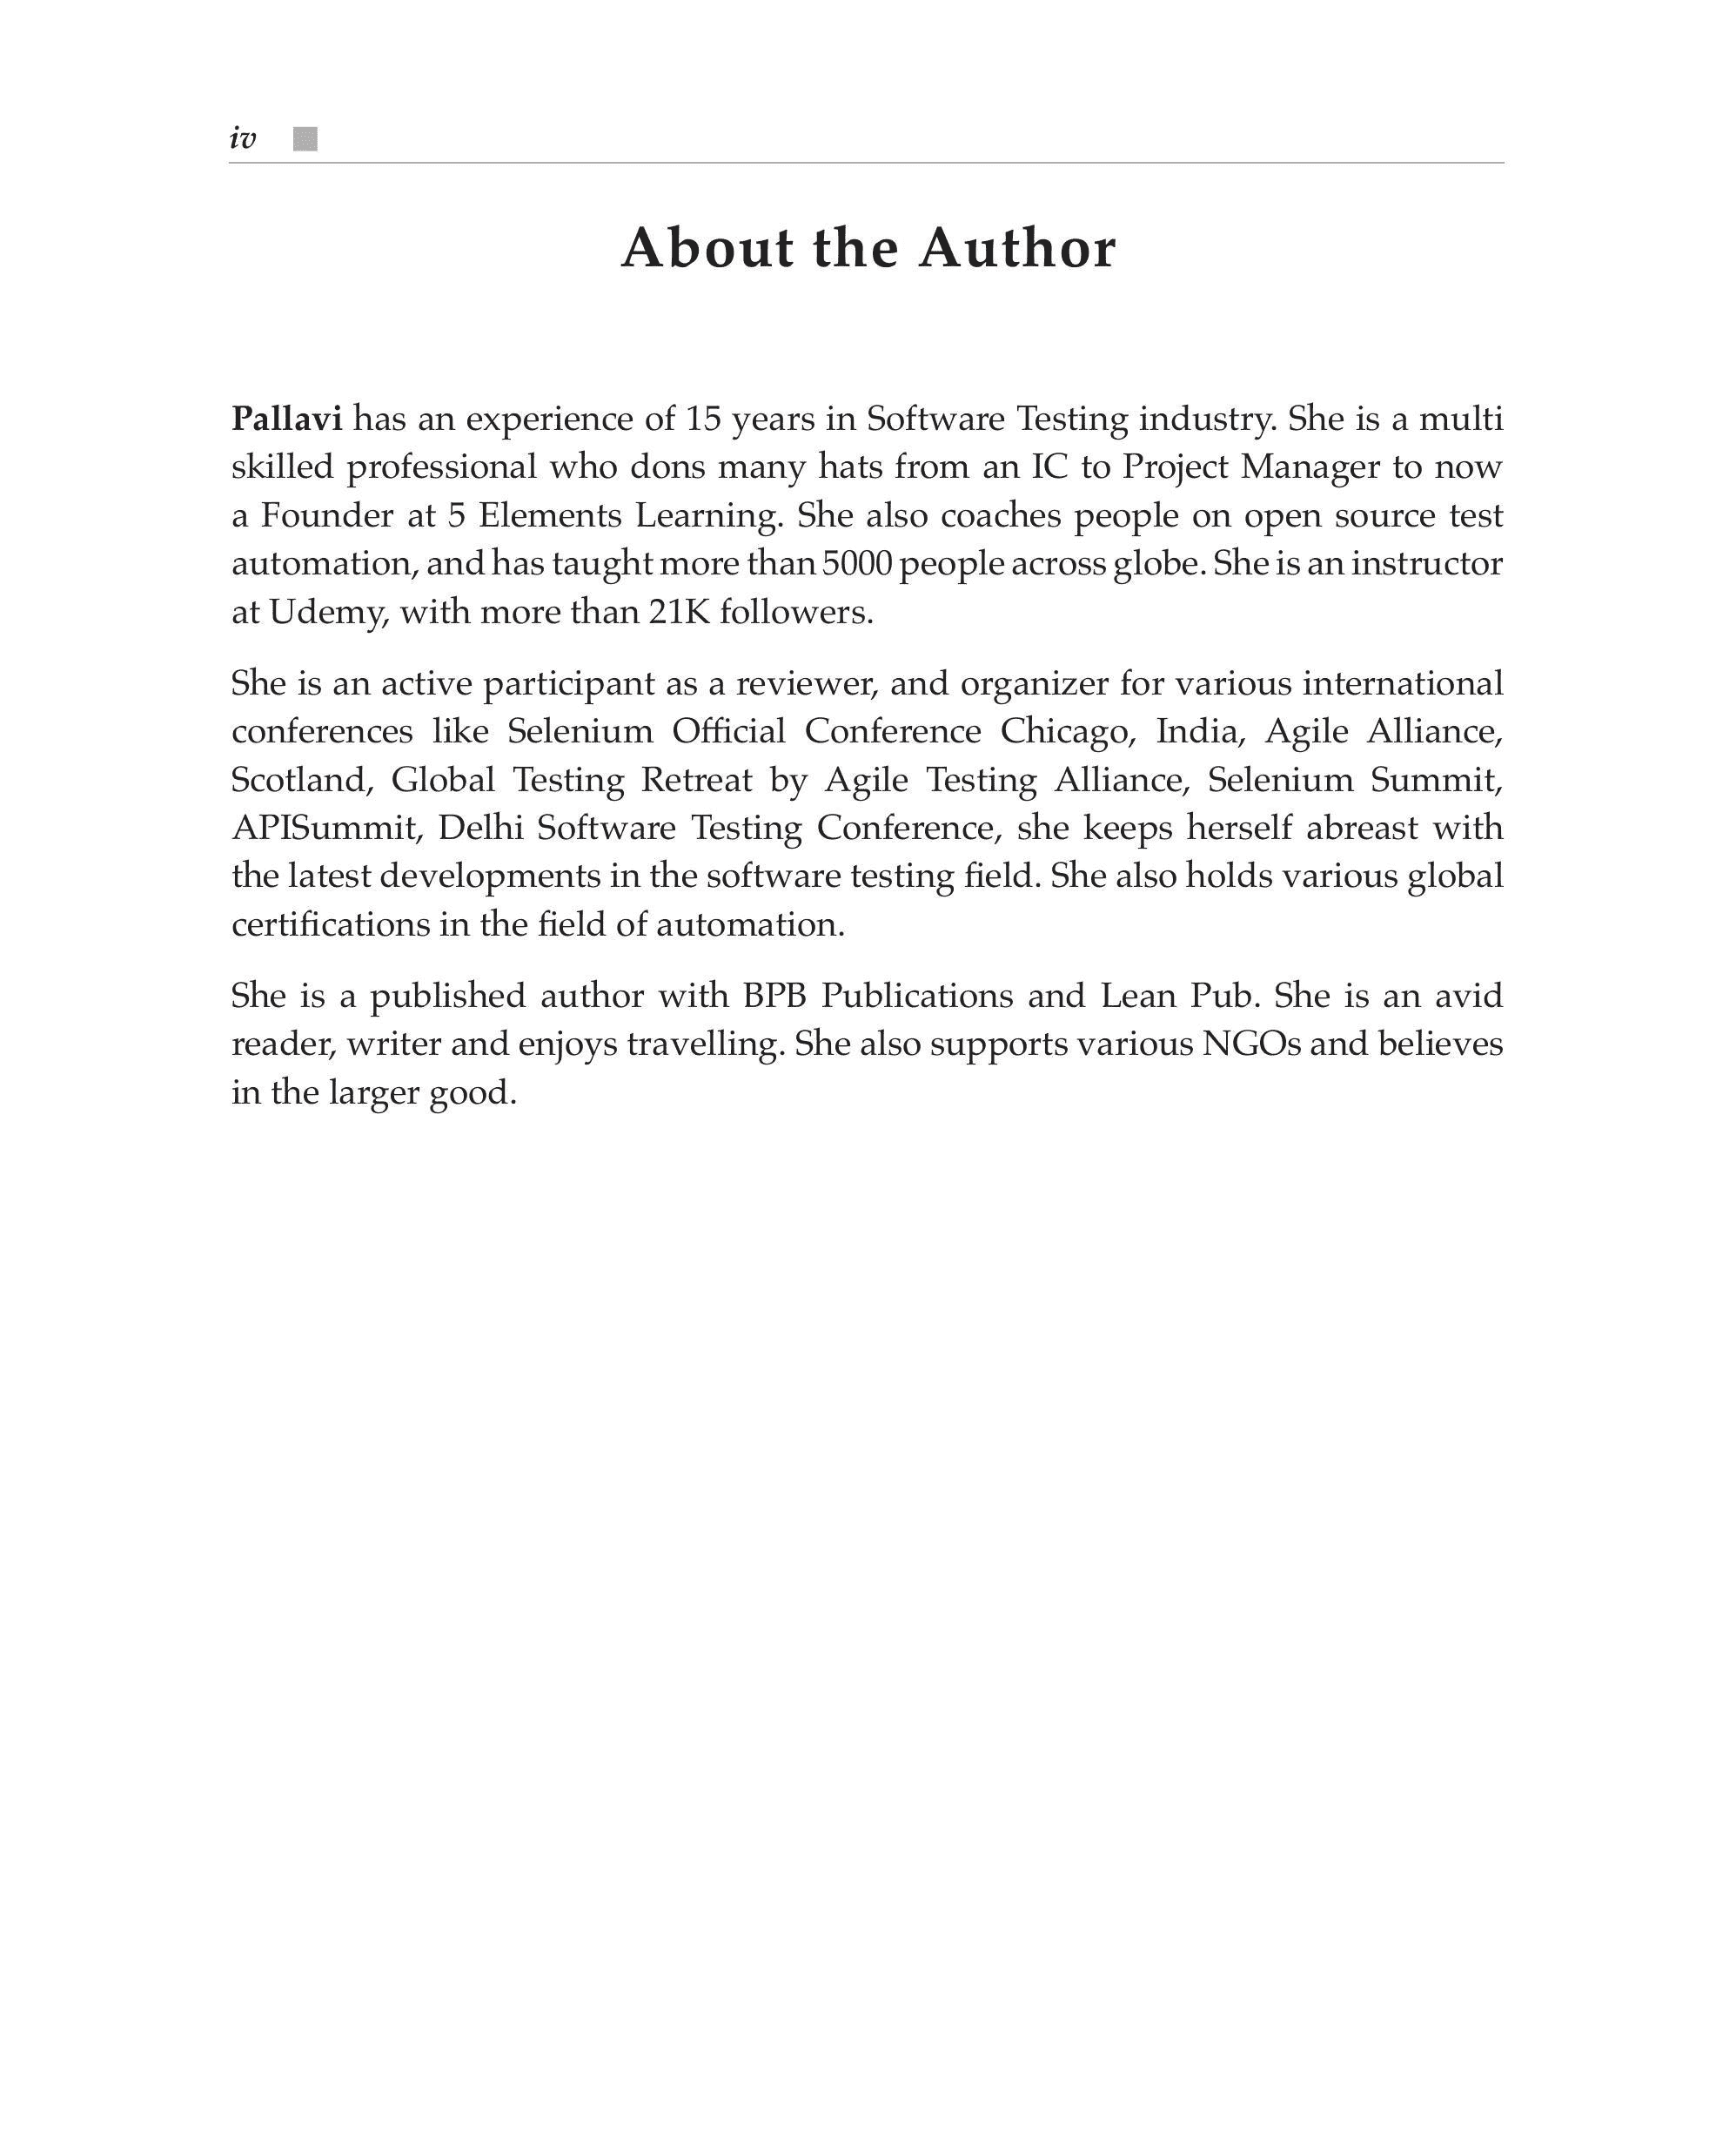 iv
About the Author
Pallavi has an experience of 15 years in Software Testing industry. She is a multi
skilled professional who dons many hats from an IC to Project Manager to now
a Founder at 5 Elements Learning. She also coaches people on open source test
automation, and has taught more than 5000 people across globe. She is an instructor
at Udemy, with more than 21K followers.
She is an active participant as a reviewer, and organizer for various international
conferences like Selenium Official Conference Chicago, India, Agile Alliance,
Scotland, Global Testing Retreat by Agile Testing Alliance, Selenium Summit,
APISummit, Delhi Software Testing Conference, she keeps herself abreast with
the latest developments in the software testing field. She also holds various global
certifications in the field of automation.
She is a published author with BPB Publications and Lean Pub. She is an avid
reader, writer and enjoys travelling. She also supports various NGOs and believes
in the larger good.